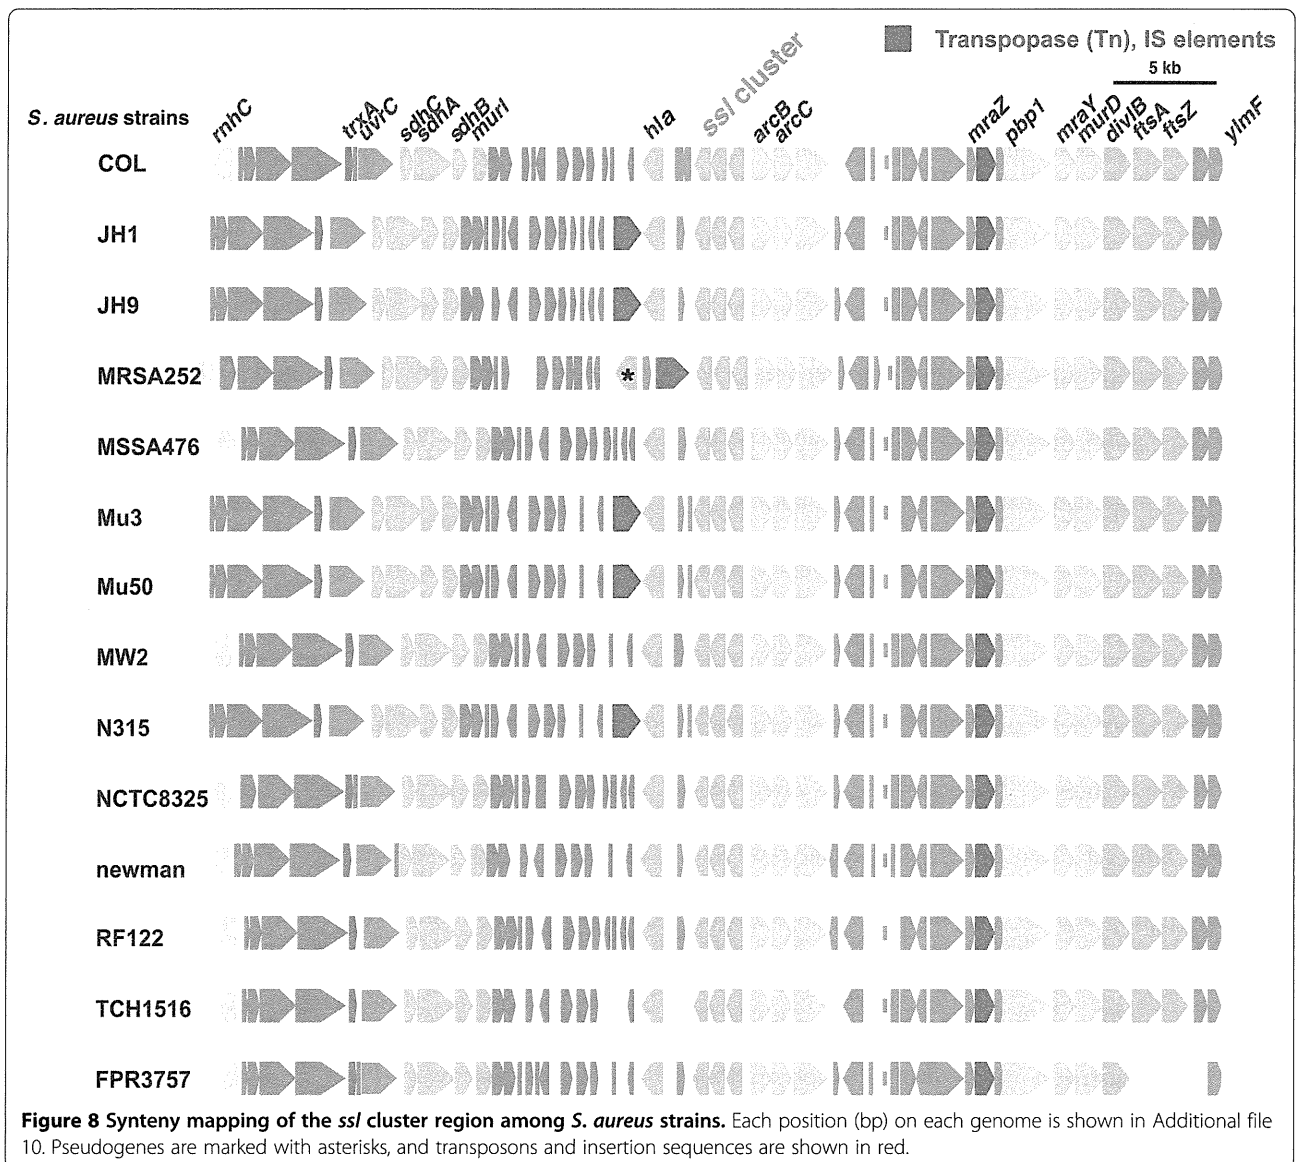 Transpopase (Tn), IS elements
5 kb
S. aureus strains
rnhC trxA uvrC sdhC sdhA sdhB murI hla ssl cluster arcB arcC mraZ pbp1 mraY murD divIB ftsA ftsZ ylmF
COL
JH1
JH9
MRSA252
*
MSSA476
Mu3
Mu50
MW2
N315
NCTC8325
newman
RF122
TCH1516
FPR3757
Figure 8 Synteny mapping of the ssl cluster region among S. aureus strains. Each position (bp) on each genome is shown in Additional file
10. Pseudogenes are marked with asterisks, and transposons and insertion sequences are shown in red.